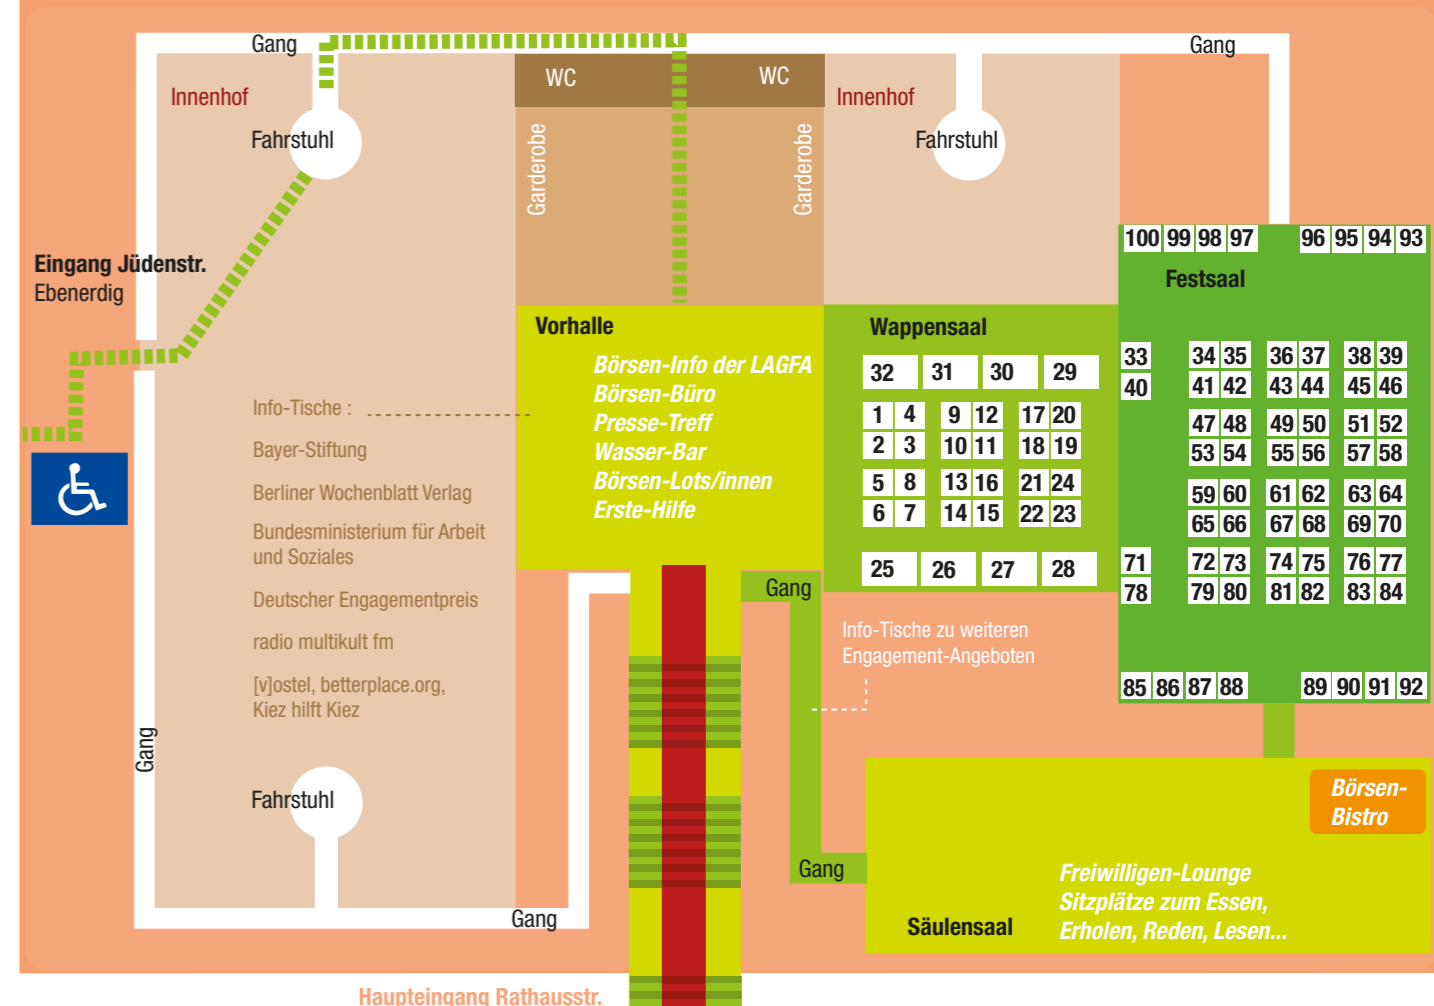 Gang
Gang
WC
WC
Innenhof
Innenhof
Fahrstuhl
Fahrstuhl
Garderobe
Garderobe
Eingang Jüdenstr.
Ebenerdig
100 99 98 97 96 95 94 93
Festsaal
Vorhalle
Börsen-Info der LAGFA
Börsen-Büro
Presse-Treff
Wasser-Bar
Börsen-Lots/innen
Erste-Hilfe
Wappensaal
32 31 30 29
1 4 9 12 17 20
2 3 10 11 18 19
5 8 13 16 21 24
6 7 14 15 22 23
25 26 27 28
33 34 35 36 37 38 39
40 41 42 43 44 45 46
47 48 49 50 51 52
53 54 55 56 57 58
59 60 61 62 63 64
65 66 67 68 69 70
71 72 73 74 75 76 77
78 79 80 81 82 83 84
85 86 87 88 89 90 91 92
Info-Tische :
Bayer-Stiftung
Berliner Wochenblatt Verlag
Bundesministerium für Arbeit
und Soziales
Deutscher Engagementpreis
radio multikult fm
[v]ostel, betterplace.org,
Kiez hilft Kiez
Gang
Info-Tische zu weiteren
Engagement-Angeboten
Gang
Fahrstuhl
Gang
Gang
Börsen-
Bistro
Säulensaal
Freiwilligen-Lounge
Sitzplätze zum Essen,
Erholen, Reden, Lesen...
Haupteingang Rathausstr.